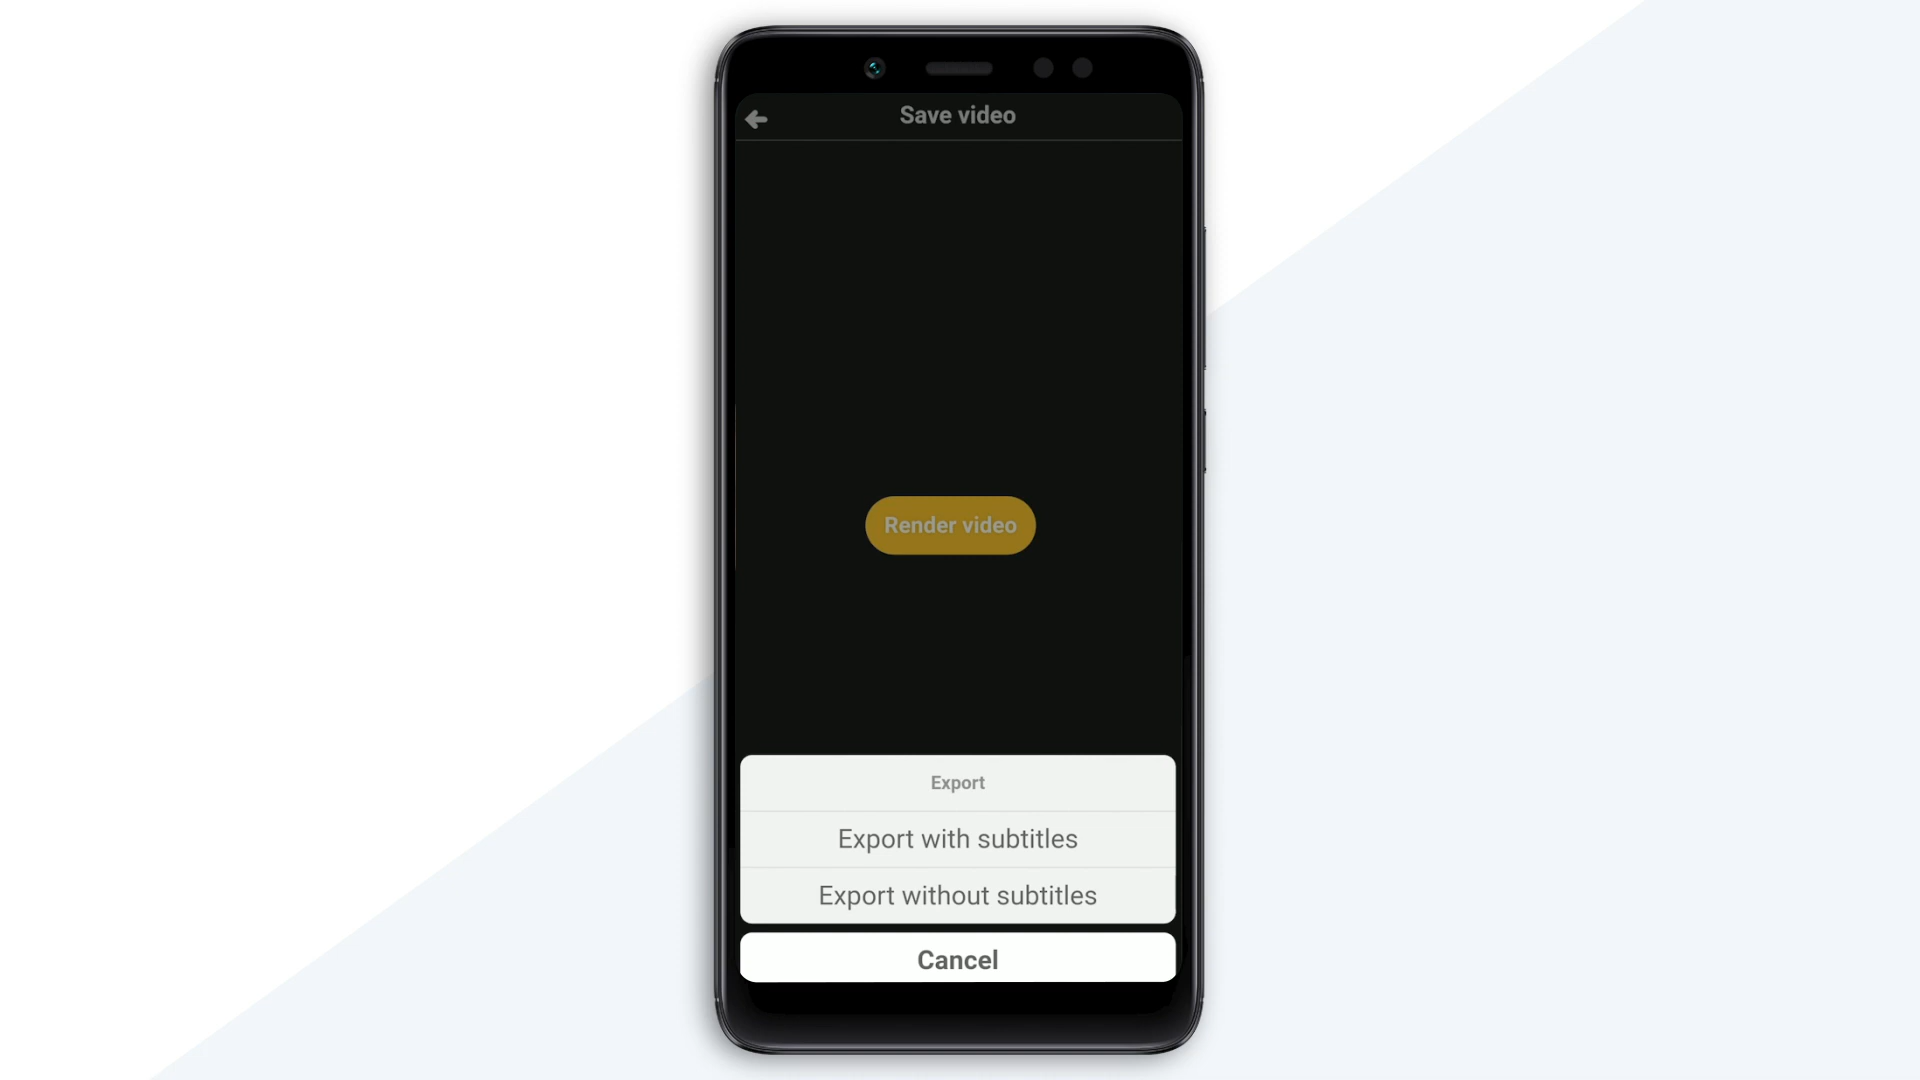 Save video
Render video
Export
Export with subtitles
Export without subtitles
Cancel